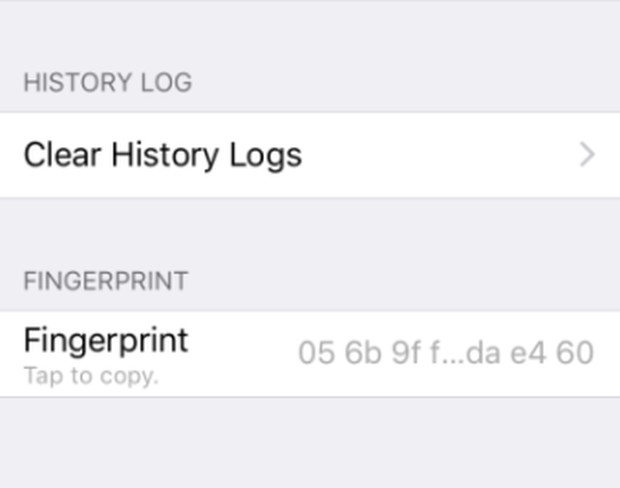 HISTORY LOG
Clear History Logs
FINGERPRINT
Fingerprint
05 6b 9f f...da e4 60
Tap to copy.